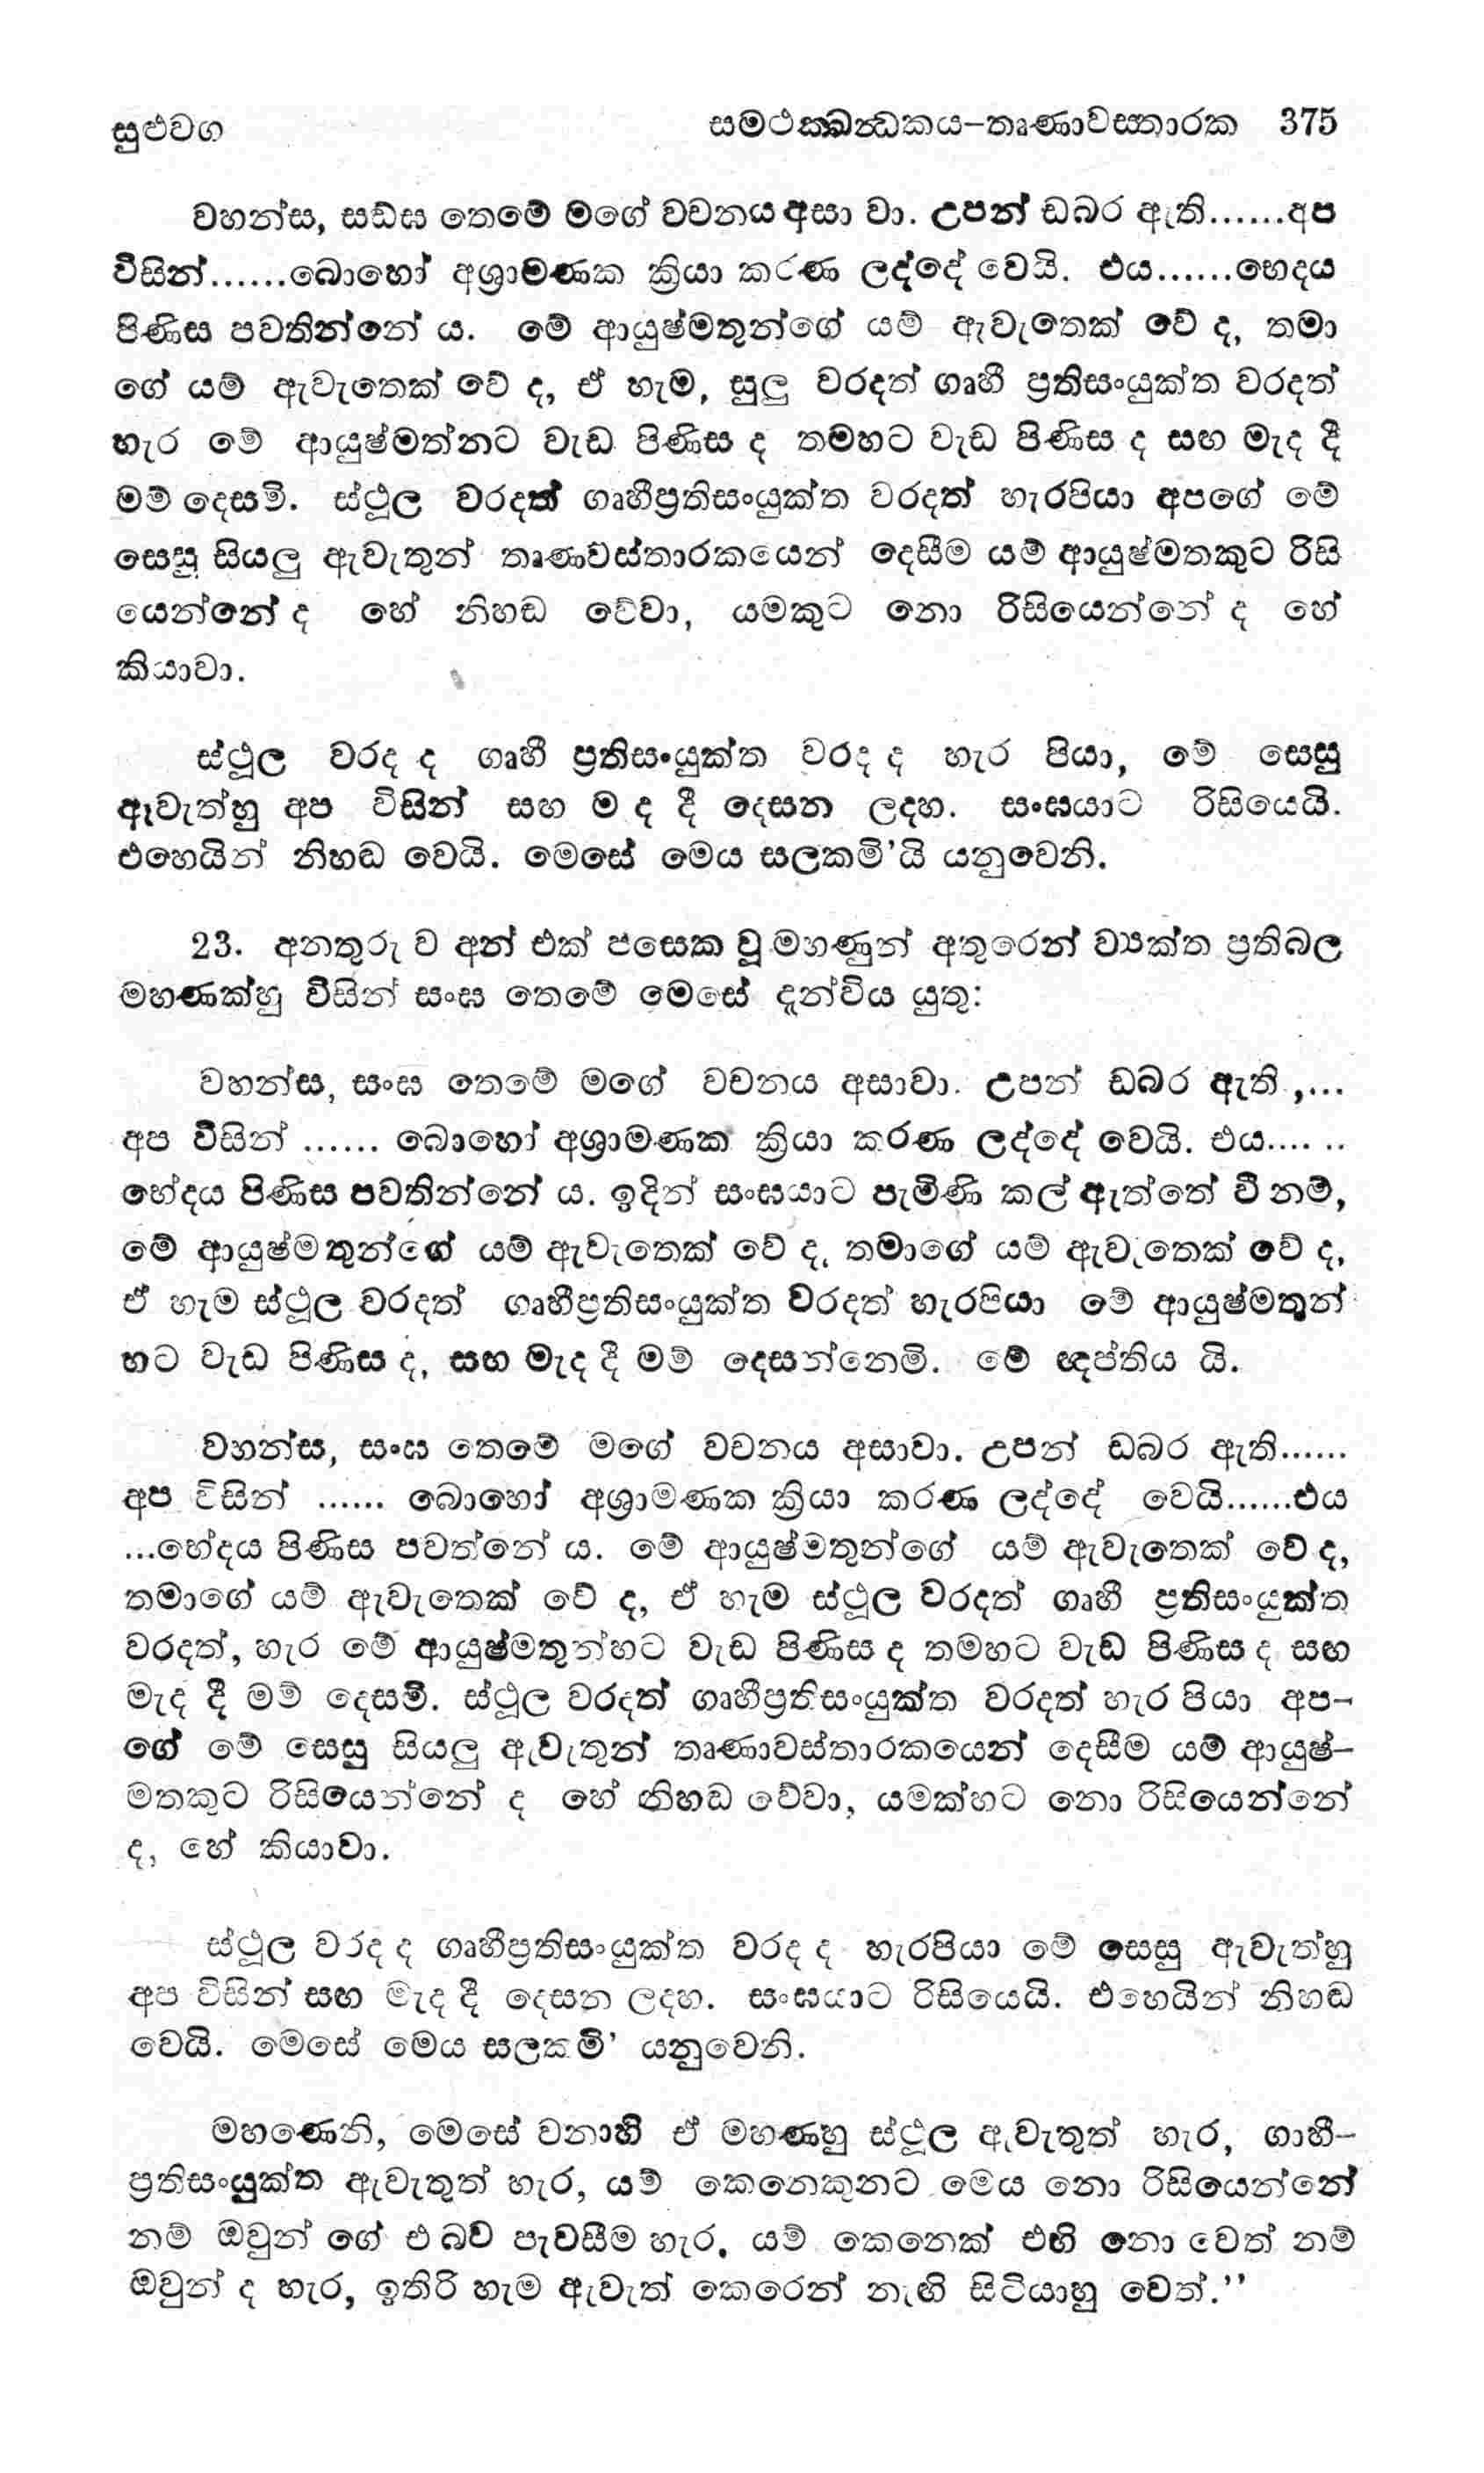 සුළුවග සමථක්ඛන්ධකය-තෘණාවස්තාරක 375
වහන්ස, සඩ්ඝ තෙමේ මගේ වචනය අසා වා. උපන් ඩබර ඇති......අප
විසින්......බොහෝ අශ්‍රාමණක ක්‍රියා කරණ ලද්දේ වෙයි. එය......භෙදය
පිණිස පවතින්නේ ය. මේ ආයුෂ්මතුන්ගේ යම් ඇවැතෙක් වේ ද, තමා
ගේ යම් ඇවැතෙක් වේ ද, ඒ හැම, සුලු වරදත් ගෘහී ප්‍රතිසංයුක්ත වරදත්
හැර මේ ආයුෂ්මත්නට වැඩ පිණිස ද තමහට වැඩ පිණිස ද සඟ මැද දී
මම් දෙසමි. ස්ථූල වරදත් ගෘහීප්‍රතිසංයුක්ත වරදත් හැරපියා අපගේ මේ
සෙසු සියලු ඇවැතුන් තෘණවස්තාරකයෙන් දෙසීම යම් ආයුෂ්මතකුට රිසි
යෙන්නේ ද හේ නිහඬ වේවා, යමකුට නො රිසියෙන්නේ ද හේ
කියාවා.
ස්ථූල වරද ද ගෘහී ප්‍රතිසංයුක්ත වරද ද හැර පියා, මේ සෙසු
ඈවැත්හු අප විසින් සඟ ම ද දී දෙසන ලදහ. සංඝයාට රිසියෙයි.
එහෙයින් නිහඬ වෙයි. මෙසේ මෙය සලකමි’යි යනුවෙනි.
23. අනතුරු ව අන් එක් පසෙක වූ මහණුන් අතුරෙන් ව්‍යක්ත ප්‍රතිබල
මහණක්හු විසින් සංඝ තෙමේ මෙසේ දැන්විය යුතු:
වහන්ස, සංඝ තෙමේ මගේ වචනය අසාවා. උපන් ඩබර ඇති ,...
අප විසින් ...... බොහෝ අශ්‍රාමණක ක්‍රියා කරණ ලද්දේ වෙයි. එය.... ..
භේදය පිණිස පවතින්නේ ය. ඉදින් සංඝයාට පැමිණි කල් ඇත්තේ වී නම්,
මේ ආයුෂ්මතුන්ගේ යම් ඇවැතෙක් වේ ද, තමාගේ යම් ඇවැතෙක් වේ ද,
ඒ හැම ස්ථූල වරදත් ගෘහීප්‍රතිසංයුක්ත වරදත් හැරපියා මේ ආයුෂ්මතුන්
හට වැඩ පිණිස ද, සඟ මැද දී මම් දෙසන්නෙමි. මේ ඥප්තිය යි.
වහන්ස, සංඝ තෙමේ මගේ වචනය අසාවා. උපන් ඩබර ඇති......
අප විසින් ...... බොහෝ අශ්‍රාමණක ක්‍රියා කරණ ලද්දේ වෙයි......එය
...භේදය පිණිස පවත්නේ ය. මේ ආයුෂ්මතුන්ගේ යම් ඇවැතෙක් වේ ද,
තමාගේ යම් ඇවැතෙක් වේ ද, ඒ හැම ස්ථූල වරදත් ගෘහී ප්‍රතිසංයුක්ත
වරදත්, හැර මේ ආයුෂ්මතුන්හට වැඩ පිණිස ද තමහට වැඩ පිණිස ද සඟ
මැද දී මම් දෙසමි. ස්ථූල වරදත් ගෘහීප්‍රතිසංයුක්ත වරදත් හැර පියා අප-
ගේ මේ සෙසු සියලු ඇවැතුන් තෘණාවස්තාරකයෙන් දෙසීම යම් ආයුෂ්-
මතකුට රිසියෙන්නේ ද හේ නිහඬ වේවා, යමක්හට නො රිසියෙන්නේ
ද, හේ කියාවා.
ස්ථූල වරද ද ගෘහීප්‍රතිසංයුක්ත වරද ද හැරපියා මේ සෙසු ඇවැත්හු
අප විසින් සඟ මැද දී දෙසන ලදහ. සංඝයාට රිසියෙයි. එහෙයින් නිහඬ
වෙයි. මෙසේ මෙය සලකමි’ යනුවෙනි.
මහණෙනි, මෙසේ වනාහි ඒ මහණහු ස්ථූල ඇවැතුත් හැර, ගාහී-
ප්‍රතිසංයුක්ත ඇවැතුත් හැර, යම් කෙනෙකුනට මෙය නො රිසියෙන්නේ
නම් ඔවුන් ගේ එ බව පැවසීම හැර, යම් කෙනෙක් එහි නො වෙත් නම්
ඔවුන් ද හැර, ඉතිරි හැම ඇවැත් කෙරෙන් නැඟි සිටියාහු වෙත්.’’